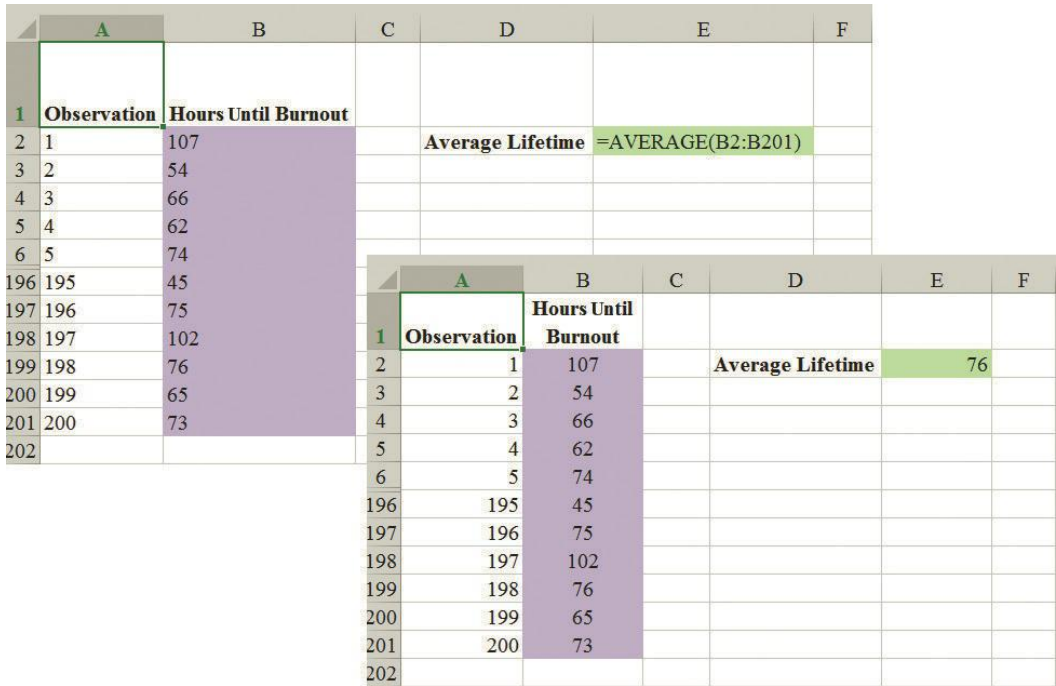 A B C D E F
1 Observation Hours Until Burnout
2 1 107 Average Lifetime =AVERAGE(B2:B201)
3 2 54
4 3 66
5 4 62
6 5 74
196 195 45
197 196 75
198 197 102
199 198 76
200 199 65
201 200 73
202
A B C D E F
Hours Until
1 Observation Burnout
2 1 107 Average Lifetime 76
3 2 54
4 3 66
5 4 62
6 5 74
196 195 45
197 196 75
198 197 102
199 198 76
200 199 65
201 200 73
202